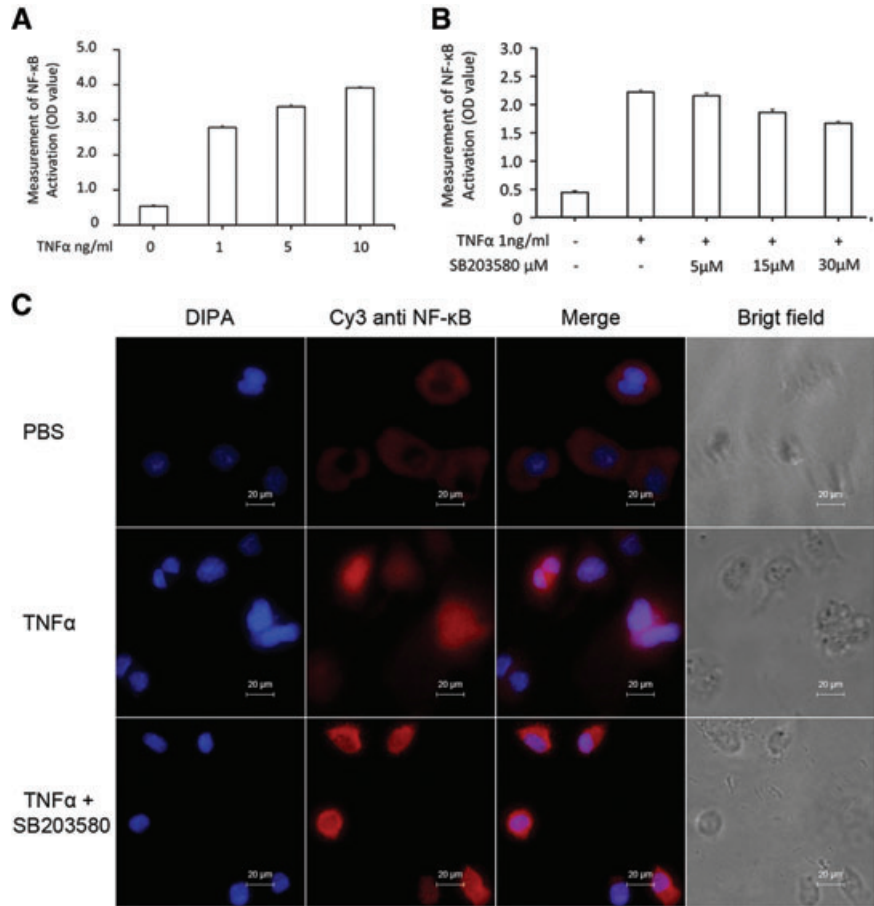 A
Measurement of NF-κB
Activation (OD value)
5.0
4.0
3.0
2.0
1.0
0
TNFα ng/ml 0 1 5 10
B
Measurement of NF-κB
Activation (OD value)
3.0
2.5
2.0
1.5
1.0
0.5
0
TNFα 1ng/ml - + + + +
SB203580 μM - - 5μM 15μM 30μM
C
DIPA Cy3 anti NF-κB Merge Brigt field
PBS
20 μm 20 μm 20 μm 20 μm
TNFα
20 μm 20 μm 20 μm 20 μm
TNFα +
SB203580
20 μm 20 μm 20 μm 20 μm